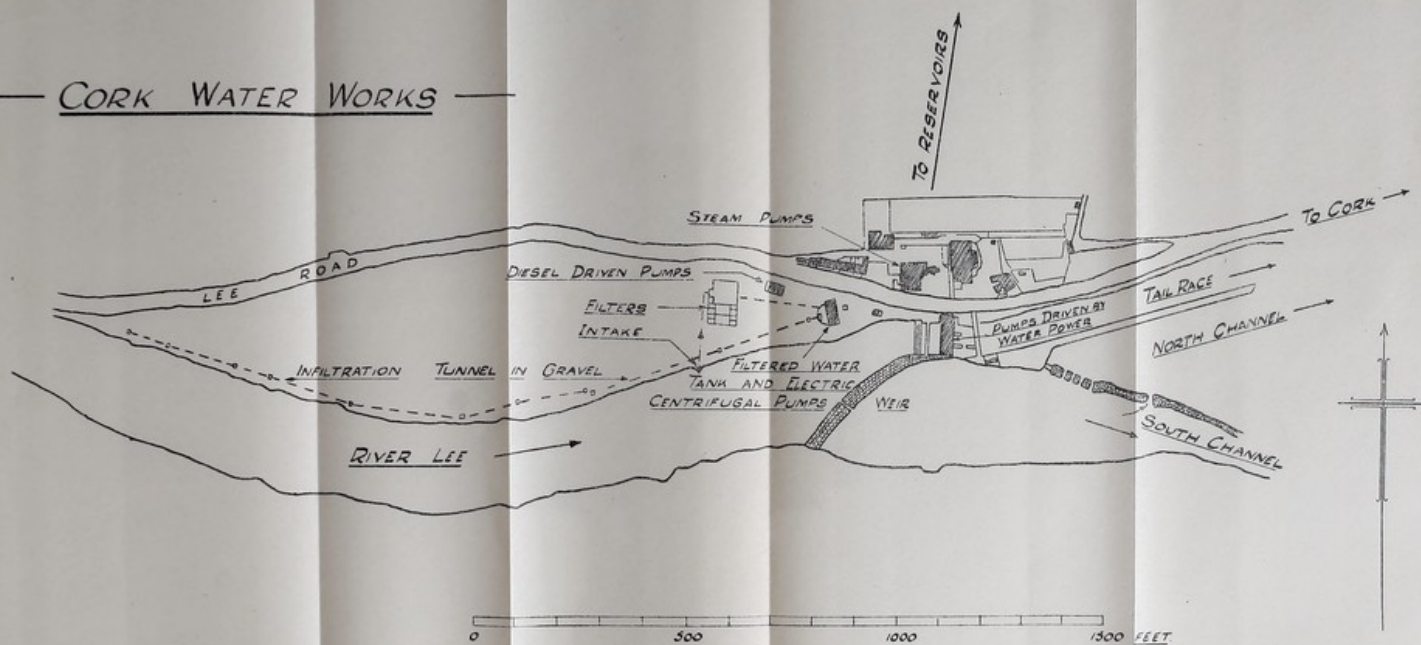 CORK WATER WORKS
TO RESERVOIRS
TO CORK
STEAM PUMPS
LEE ROAD
DIESEL DRIVEN PUMPS
FILTERS
INTAKE
TAIL RACE
PUMPS DRIVEN BY
WATER POWER
NORTH CHANNEL
INFILTRATION TUNNEL IN GRAVEL
FILTERED WATER
TANK AND ELECTRIC
CENTRIFUGAL PUMPS
WEIR
RIVER LEE
SOUTH CHANNEL
0 500 1000 1500 FEET